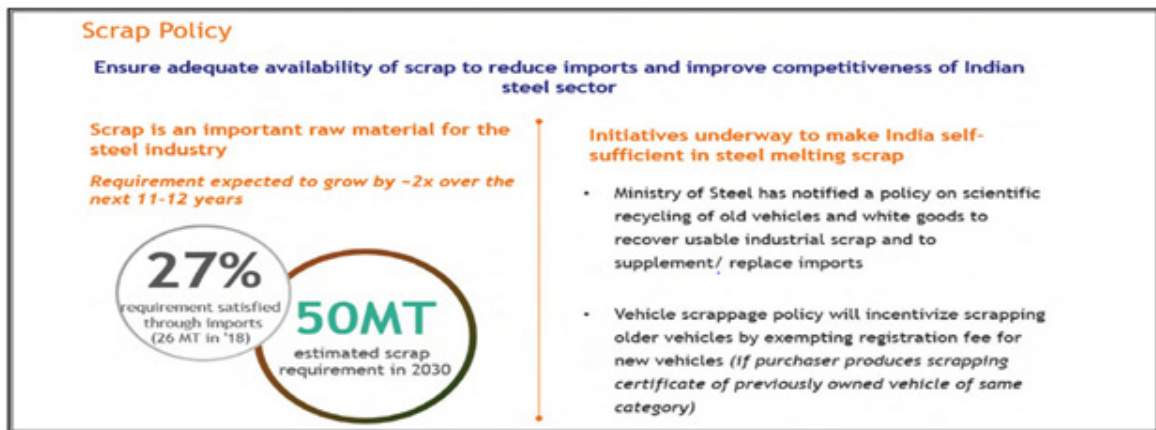 Scrap Policy
Ensure adequate availability of scrap to reduce imports and improve competitiveness of Indian
steel sector
Scrap is an important raw material for the
steel industry
Requirement expected to grow by ~2x over the
next 11-12 years
27%
requirement satisfied
through imports
(26 MT in '18)
50MT
estimated scrap
requirement in 2030
Initiatives underway to make India self-
sufficient in steel melting scrap
• Ministry of Steel has notified a policy on scientific
recycling of old vehicles and white goods to
recover usable industrial scrap and to
supplement/ replace imports
• Vehicle scrappage policy will incentivize scrapping
older vehicles by exempting registration fee for
new vehicles (if purchaser produces scrapping
certificate of previously owned vehicle of same
category)